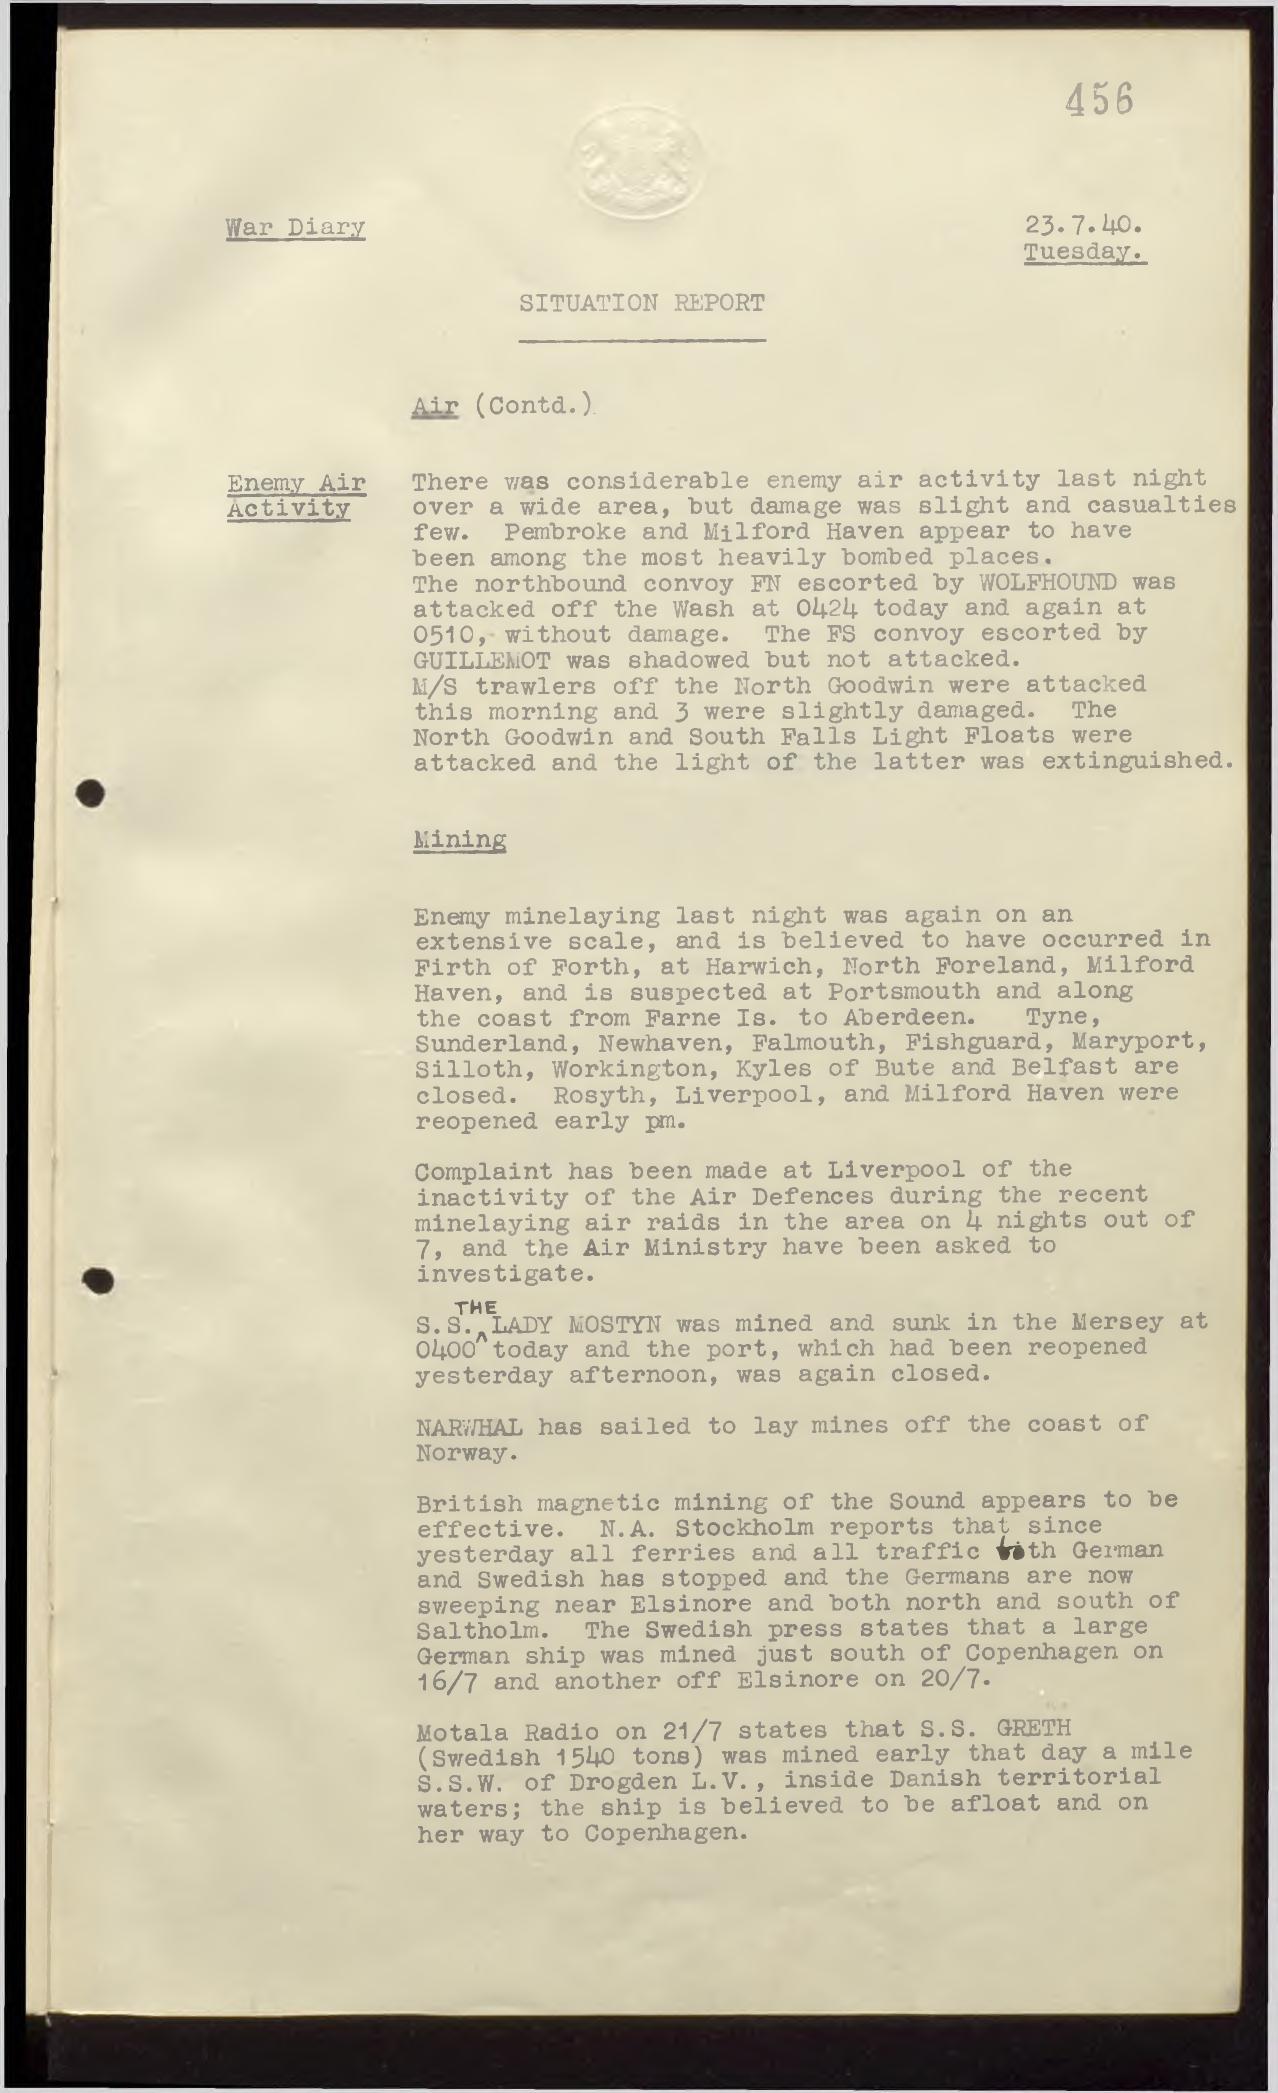 456
War Diary
23.7.40.
Tuesday.
SITUATION REPORT
Air (Contd.)
Enemy Air
Activity
There was considerable enemy air activity last night
over a wide area, but damage was slight and casualties
few. Pembroke and Milford Haven appear to have
been among the most heavily bombed places.
The northbound convoy FN escorted by WOLFHOUND was
attacked off the Wash at 0424 today and again at
0510, without damage. The FS convoy escorted by
GUILLEMOT was shadowed but not attacked.
M/S trawlers off the North Goodwin were attacked
this morning and 3 were slightly damaged. The
North Goodwin and South Falls Light Floats were
attacked and the light of the latter was extinguished.
Mining
Enemy minelaying last night was again on an
extensive scale, and is believed to have occurred in
Firth of Forth, at Harwich, North Foreland, Milford
Haven, and is suspected at Portsmouth and along
the coast from Farne Is. to Aberdeen. Tyne,
Sunderland, Newhaven, Falmouth, Fishguard, Maryport,
Silloth, Workington, Kyles of Bute and Belfast are
closed. Rosyth, Liverpool, and Milford Haven were
reopened early pm.
Complaint has been made at Liverpool of the
inactivity of the Air Defences during the recent
minelaying air raids in the area on 4 nights out of
7, and the Air Ministry have been asked to
investigate.
THE
S.S. ^ LADY MOSTYN was mined and sunk in the Mersey at
0400 today and the port, which had been reopened
yesterday afternoon, was again closed.
NARWHAL has sailed to lay mines off the coast of
Norway.
British magnetic mining of the Sound appears to be
effective. N.A. Stockholm reports that since
yesterday all ferries and all traffic both German
and Swedish has stopped and the Germans are now
sweeping near Elsinore and both north and south of
Saltholm. The Swedish press states that a large
German ship was mined just south of Copenhagen on
16/7 and another off Elsinore on 20/7.
Motala Radio on 21/7 states that S.S. GRETH
(Swedish 1540 tons) was mined early that day a mile
S.S.W. of Drogden L.V., inside Danish territorial
waters; the ship is believed to be afloat and on
her way to Copenhagen.